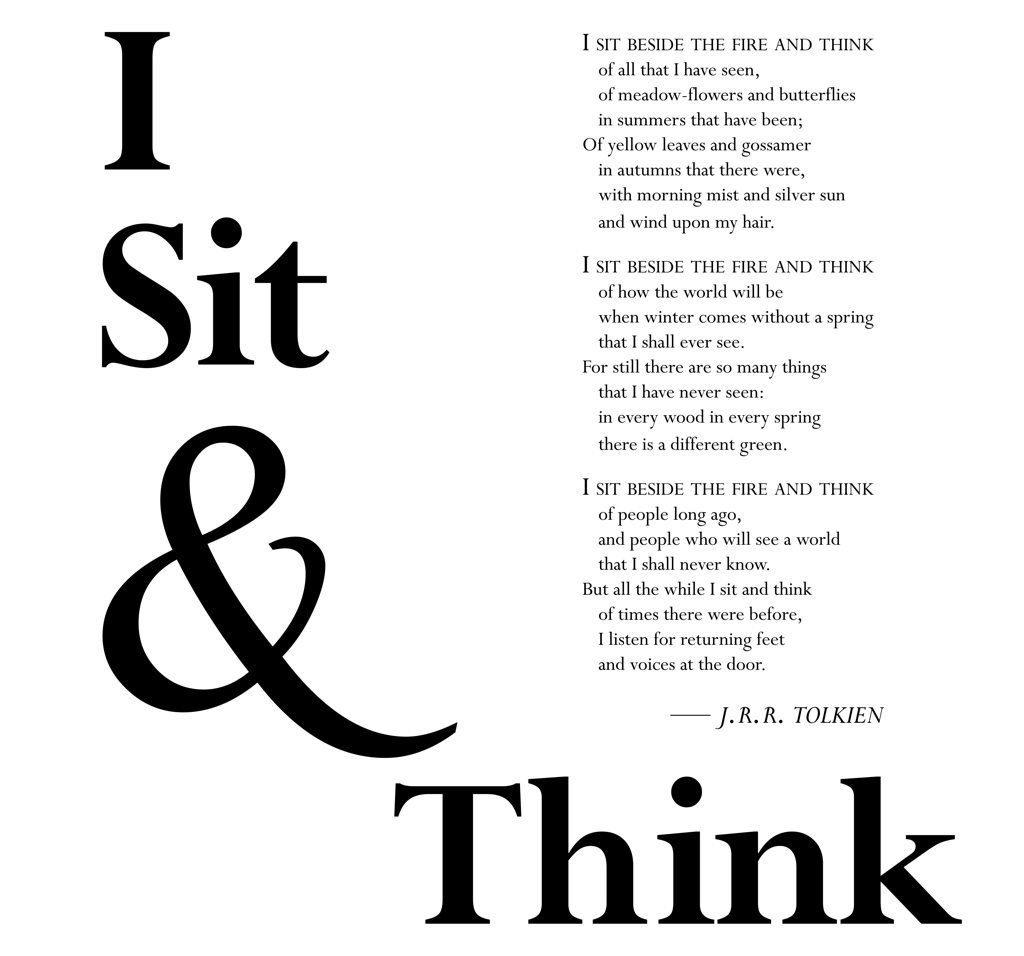 I
Sit
&
Think
I SIT BESIDE THE FIRE AND THINK
of all that I have seen,
of meadow-flowers and butterflies
in summers that have been;
Of yellow leaves and gossamer
in autumns that there were,
with morning mist and silver sun
and wind upon my hair.
I SIT BESIDE THE FIRE AND THINK
of how the world will be
when winter comes without a spring
that I shall ever see.
For still there are so many things
that I have never seen:
in every wood in every spring
there is a different green.
I SIT BESIDE THE FIRE AND THINK
of people long ago,
and people who will see a world
that I shall never know.
But all the while I sit and think
of times there were before,
I listen for returning feet
and voices at the door.
— J.R.R. TOLKIEN